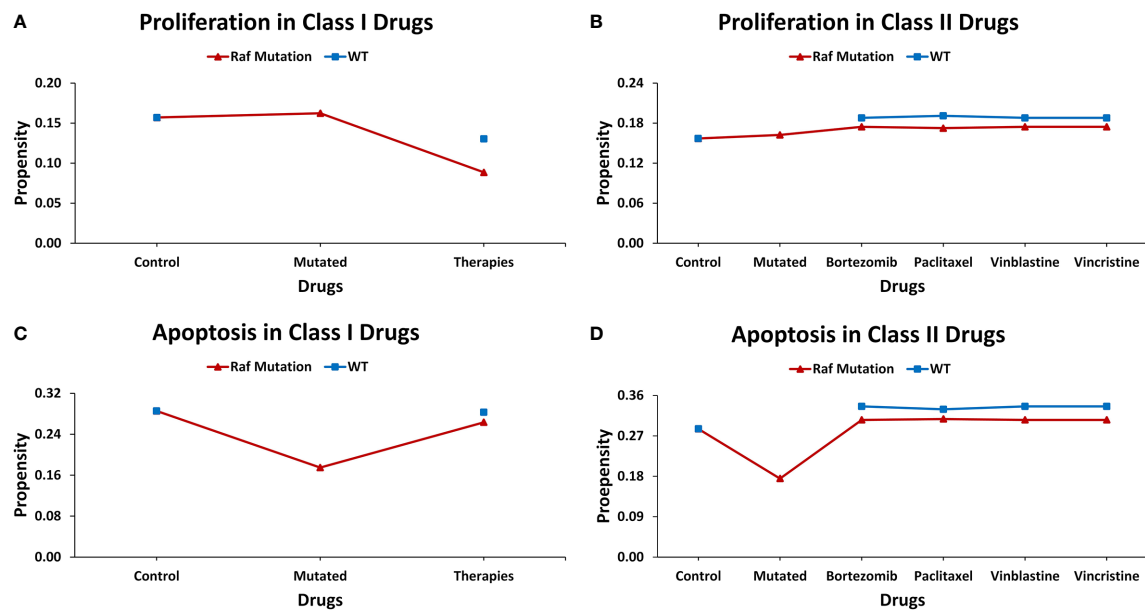 A
Proliferation in Class I Drugs
Raf Mutation
WT
Propensity
0.20
0.15
0.10
0.05
0.00
Control
Mutated
Therapies
Drugs
B
Proliferation in Class II Drugs
Raf Mutation
WT
Propensity
0.24
0.18
0.12
0.06
0.00
Control
Mutated
Bortezomib
Paclitaxel
Vinblastine
Vincristine
Drugs
C
Apoptosis in Class I Drugs
Raf Mutation
WT
Propensity
0.32
0.24
0.16
0.08
0.00
Control
Mutated
Therapies
Drugs
D
Apoptosis in Class II Drugs
Raf Mutation
WT
Proepensity
0.36
0.27
0.18
0.09
0.00
Control
Mutated
Bortezomib
Paclitaxel
Vinblastine
Vincristine
Drugs